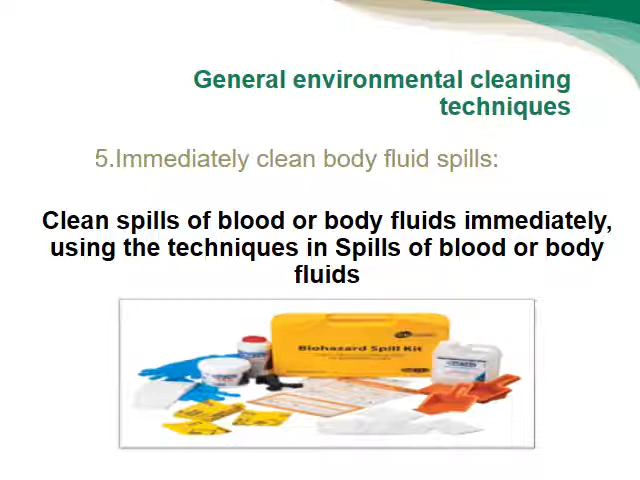 General environmental cleaning
techniques
5.Immediately clean body fluid spills:
Clean spills of blood or body fluids immediately,
using the techniques in Spills of blood or body
fluids
Biohazard Spill Kit